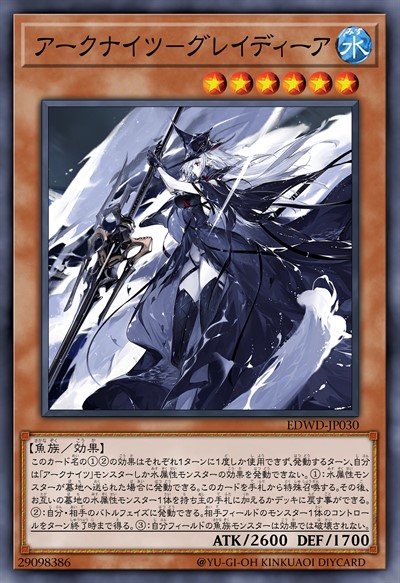 アークナイツーグレイディーア
水
EDWD-JP030
【魚族／効果】
このカード名の①②の効果はそれぞれ1ターンに1度しか使用できず、発動するターン、自分
は「アークナイツ」モンスターしか水属性モンスターの効果を発動できない。①：水属性モン
スターが墓地へ送られた場合に発動できる。このカードを手札から特殊召喚する。その後、
お互いの墓地の水属性モンスター1体を持ち主の手札に加えるかデッキに戻す事ができる。
②：自分・相手のバトルフェイズに発動できる。相手フィールドのモンスター1体のコントロー
ルをターン終了時まで得る。③：自分フィールドの魚族モンスターは効果では破壊されない。
ATK/2600 DEF/1700
29098386
@YU-GI-OH KINKUAOI DIYCARD